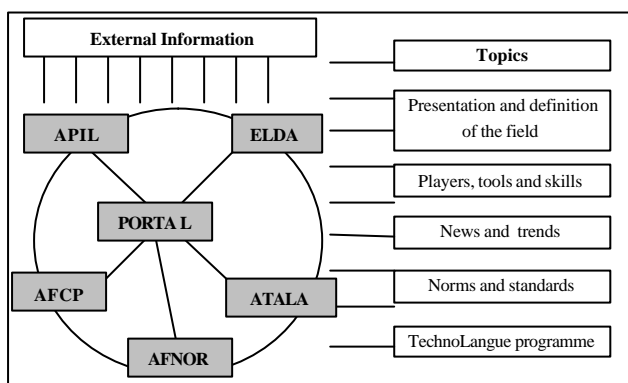 External Information
Topics
APIL
ELDA
Presentation and definition
of the field
Players, tools and skills
PORTA L
News and trends
AFCP
ATALA
Norms and standards
AFNOR
TechnoLangue programme